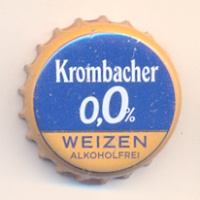 Krombacher
0,0%
WEIZEN
ALKOHOLFREI